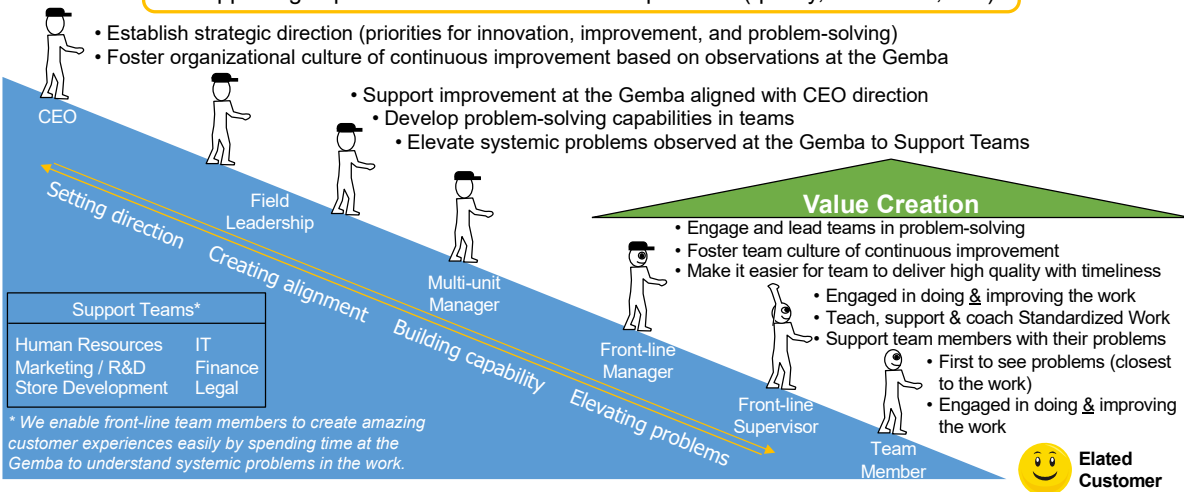 • Establish strategic direction (priorities for innovation, improvement, and problem-solving)
• Foster organizational culture of continuous improvement based on observations at the Gemba
CEO
• Support improvement at the Gemba aligned with CEO direction
• Develop problem-solving capabilities in teams
• Elevate systemic problems observed at the Gemba to Support Teams
Field
Leadership
Multi-unit
Manager
Value Creation
• Engage and lead teams in problem-solving
• Foster team culture of continuous improvement
• Make it easier for team to deliver high quality with timeliness
Front-line
Manager
• Engaged in doing & improving the work
• Teach, support & coach Standardized Work
• Support team members with their problems
Front-line
Supervisor
• First to see problems (closest
to the work)
• Engaged in doing & improving
the work
Team
Member
Setting direction
Creating alignment
Building capability
Elevating problems
Support Teams*
Human Resources IT
Marketing / R&D Finance
Store Development Legal
* We enable front-line team members to create amazing
customer experiences easily by spending time at the
Gemba to understand systemic problems in the work.
Elated
Customer